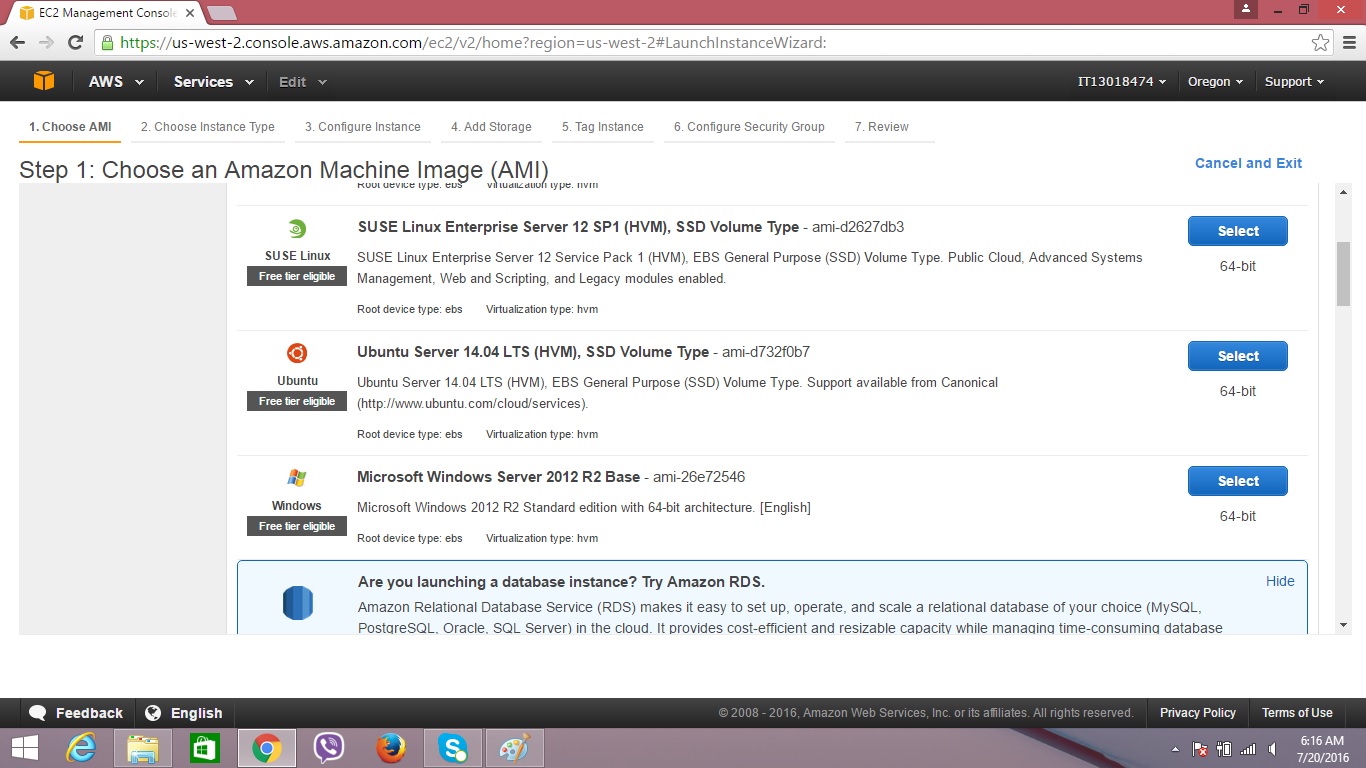 EC2 Management Console
https://us-west-2.console.aws.amazon.com/ec2/v2/home?region=us-west-2#LaunchInstanceWizard:
AWS Services Edit IT13018474 Oregon Support
1. Choose AMI 2. Choose Instance Type 3. Configure Instance 4. Add Storage 5. Tag Instance 6. Configure Security Group 7. Review
Step 1: Choose an Amazon Machine Image (AMI) Cancel and Exit
Root device type: ebs Virtualization type: hvm
SUSE Linux Enterprise Server 12 SP1 (HVM), SSD Volume Type - ami-d2627db3 Select
SUSE Linux
Free tier eligible
SUSE Linux Enterprise Server 12 Service Pack 1 (HVM), EBS General Purpose (SSD) Volume Type. Public Cloud, Advanced Systems
Management, Web and Scripting, and Legacy modules enabled.
64-bit
Root device type: ebs Virtualization type: hvm
Ubuntu Server 14.04 LTS (HVM), SSD Volume Type - ami-d732f0b7 Select
Ubuntu
Free tier eligible
Ubuntu Server 14.04 LTS (HVM), EBS General Purpose (SSD) Volume Type. Support available from Canonical
(http://www.ubuntu.com/cloud/services).
64-bit
Root device type: ebs Virtualization type: hvm
Microsoft Windows Server 2012 R2 Base - ami-26e72546 Select
Windows
Free tier eligible
Microsoft Windows 2012 R2 Standard edition with 64-bit architecture. [English]
64-bit
Root device type: ebs Virtualization type: hvm
Are you launching a database instance? Try Amazon RDS. Hide
Amazon Relational Database Service (RDS) makes it easy to set up, operate, and scale a relational database of your choice (MySQL,
PostgreSQL, Oracle, SQL Server) in the cloud. It provides cost-efficient and resizable capacity while managing time-consuming database
Feedback English © 2008 - 2016, Amazon Web Services, Inc. or its affiliates. All rights reserved. Privacy Policy Terms of Use
6:16 AM
7/20/2016